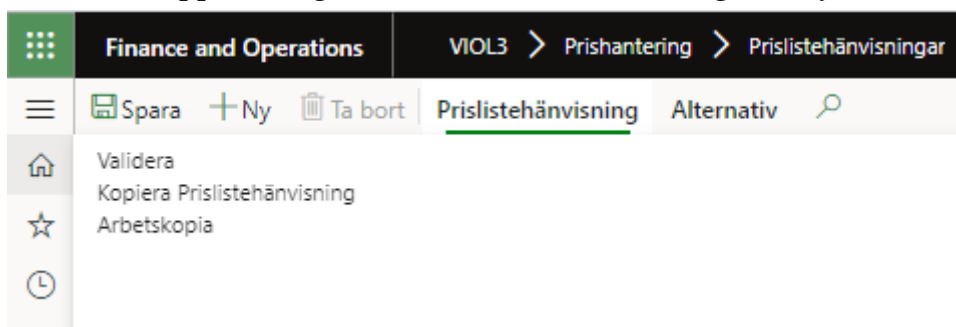 Finance and Operations VIOL3 > Prishantering > Prislistehänvisningar
Spara Ny Ta bort Prislistehänvisning Alternativ
Validera
Kopiera Prislistehänvisning
Arbetskopia